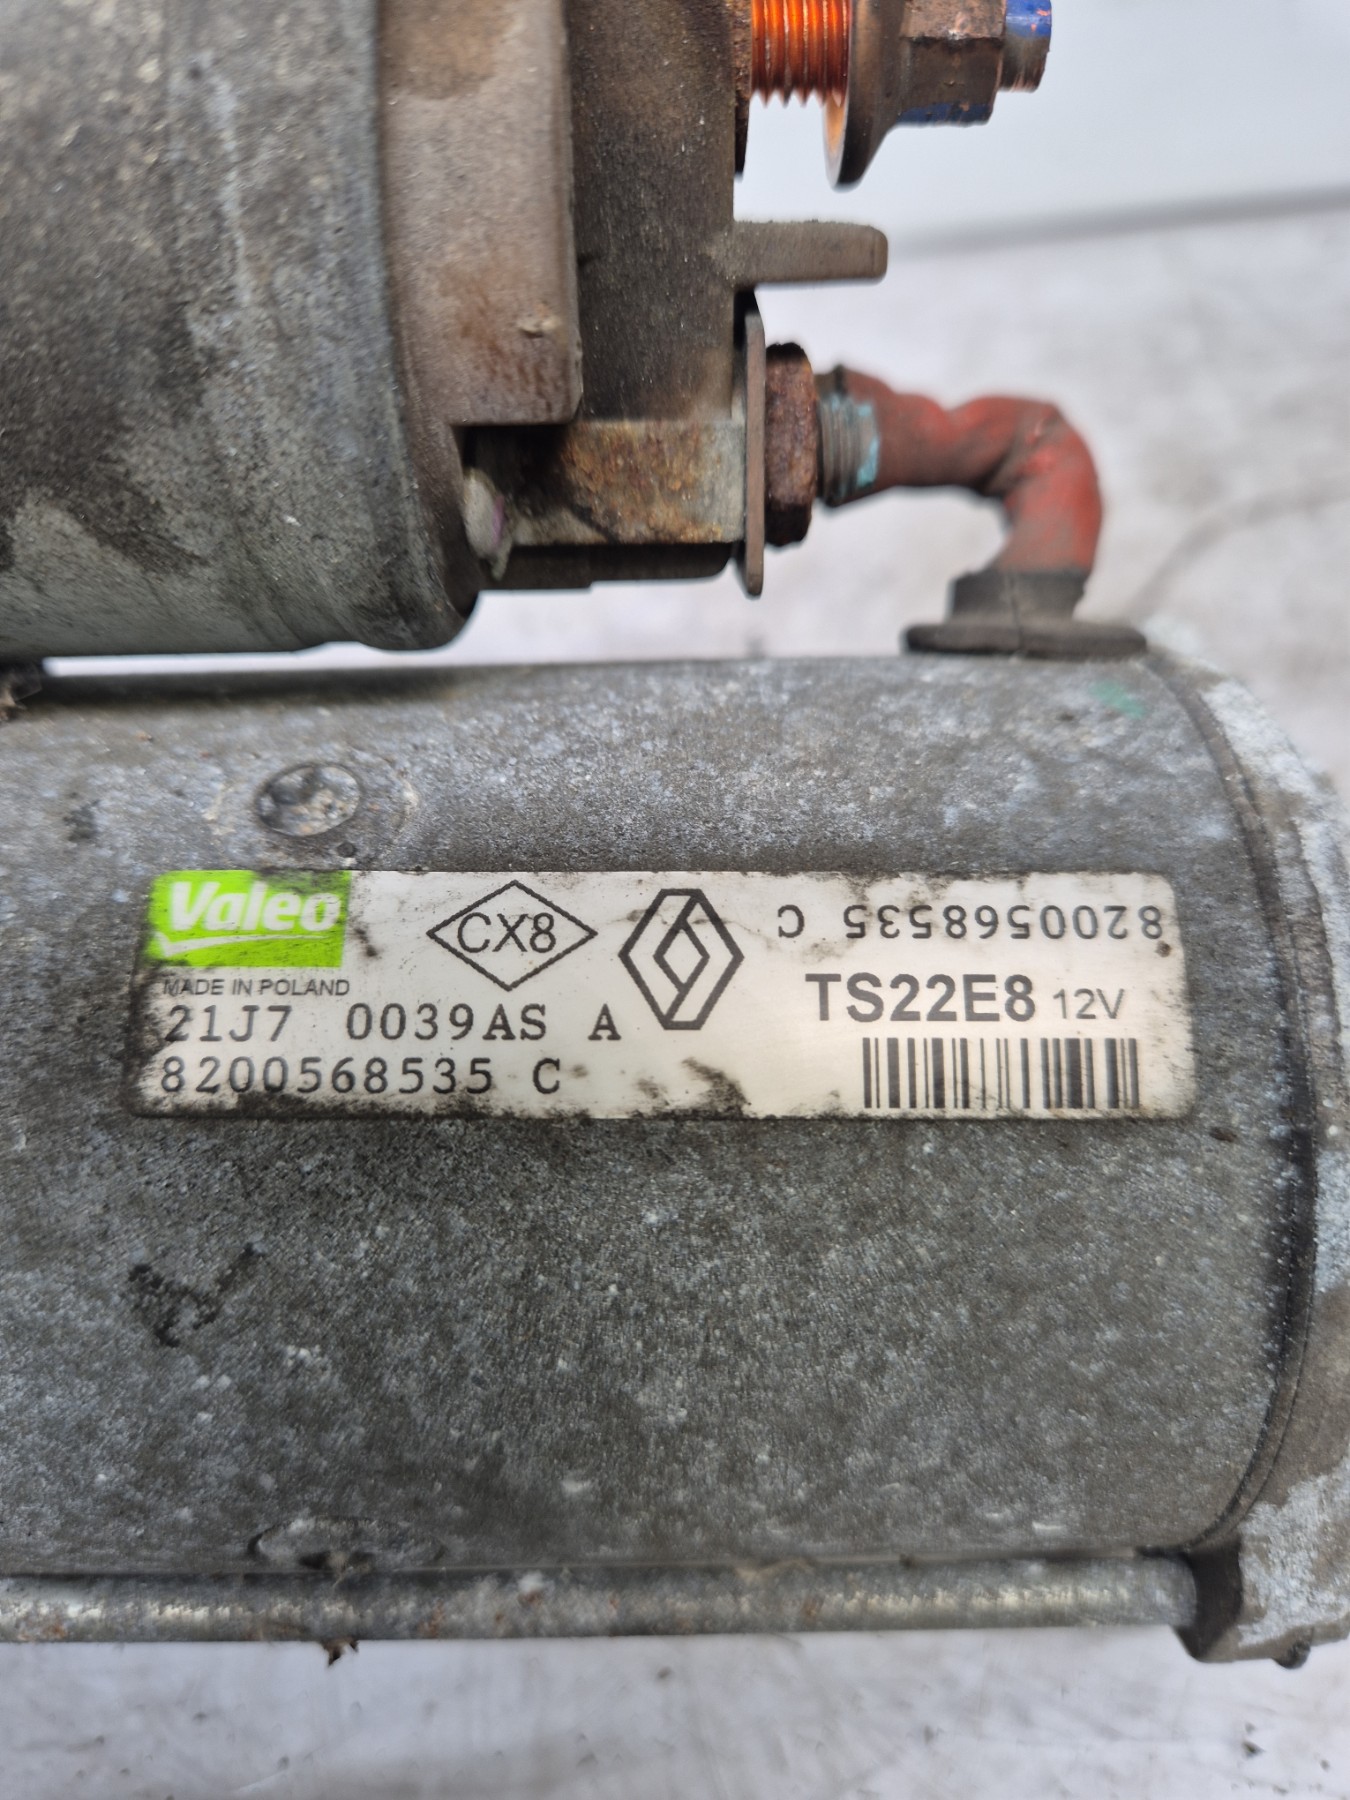 Valeo
CX8
8200568535 C
MADE IN POLAND
21J7 0039AS A
TS22E8 12V
8200568535 C